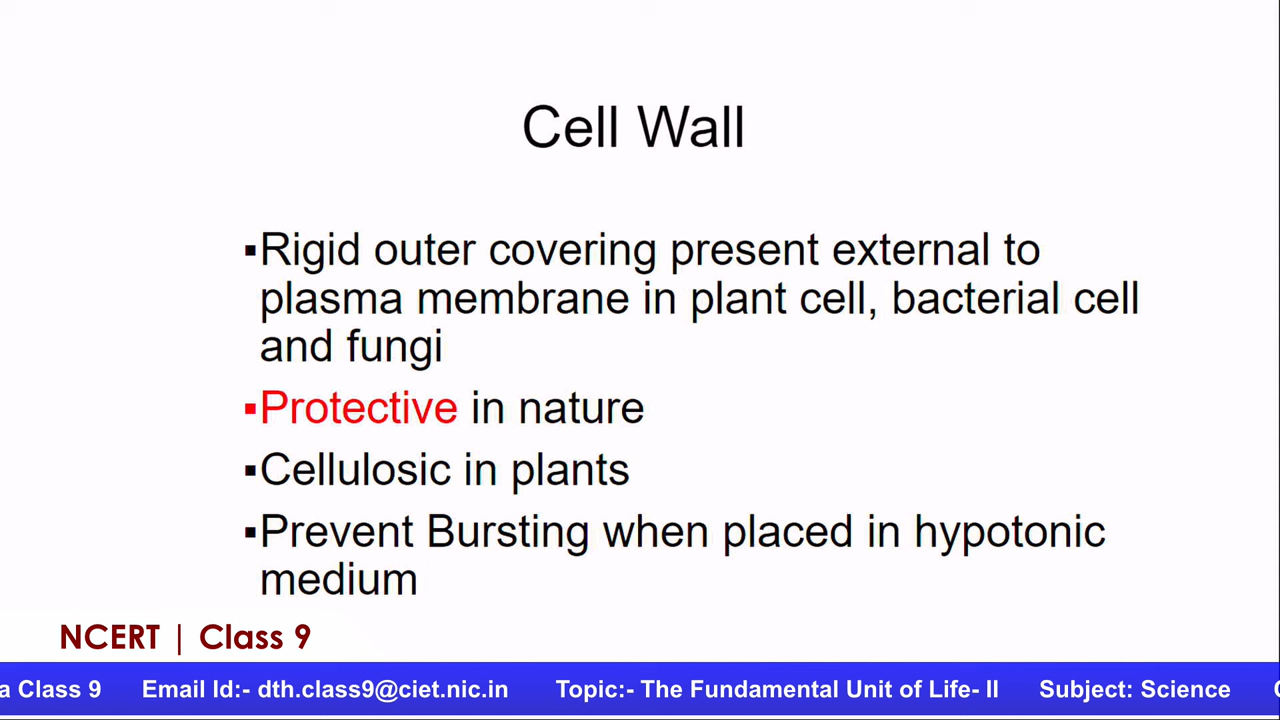 Cell Wall
▪Rigid outer covering present external to
plasma membrane in plant cell, bacterial cell
and fungi
▪Protective in nature
▪Cellulosic in plants
▪Prevent Bursting when placed in hypotonic
medium
NCERT | Class 9
a Class 9 Email Id:- dth.class9@ciet.nic.in Topic:- The Fundamental Unit of Life- II Subject: Science